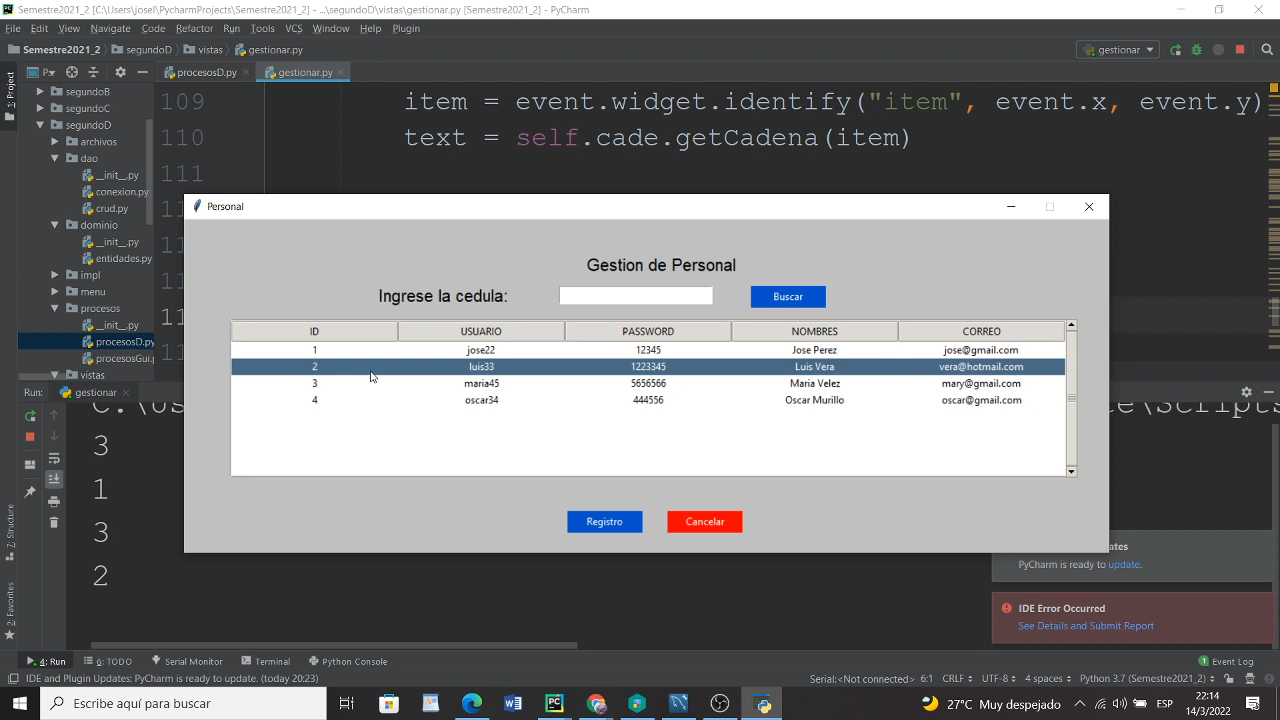 Semestre2021_2 [C:\Users\josel\PycharmProjects\Semestre2021_2] - ...\segundoD\vistas\gestionar.py [Semestre2021_2] - PyCharm
File Edit View Navigate Code Refactor Run Tools VCS Window Help Plugin
Semestre2021_2 segundoD vistas gestionar.py
gestionar
1: Project
P
procesosD.py
gestionar.py
segundoB
segundoC
segundoD
archivos
dao
__init__.py
conexion.py
crud.py
dominio
__init__.py
entidades.py
impl
menu
procesos
__init__.py
procesosD.py
procesosGui.
vistas
109 item = event.widget.identify("item", event.x, event.y)
110 text = self.cade.getCadena(item)
111
Personal
Gestion de Personal
Ingrese la cedula:
Buscar
ID USUARIO PASSWORD NOMBRES CORREO
1 jose22 12345 Jose Perez jose@gmail.com
2 luis33 1223345 Luis Vera vera@hotmail.com
3 maria45 5656566 Maria Velez mary@gmail.com
4 oscar34 444556 Oscar Murillo oscar@gmail.com
Registro Cancelar
Run: gestionar
3
1
3
2
ates
PyCharm is ready to update.
IDE Error Occurred
See Details and Submit Report
Z: Structure
2: Favorites
4: Run 6: TODO Serial Monitor Terminal Python Console
1 Event Log
IDE and Plugin Updates: PyCharm is ready to update. (today 20:23)
Serial:<Not connected> 6:1 CRLF UTF-8 4 spaces Python 3.7 (Semestre2021_2)
Escribe aquí para buscar
27°C Muy despejado
ESP
22:14
14/3/2022